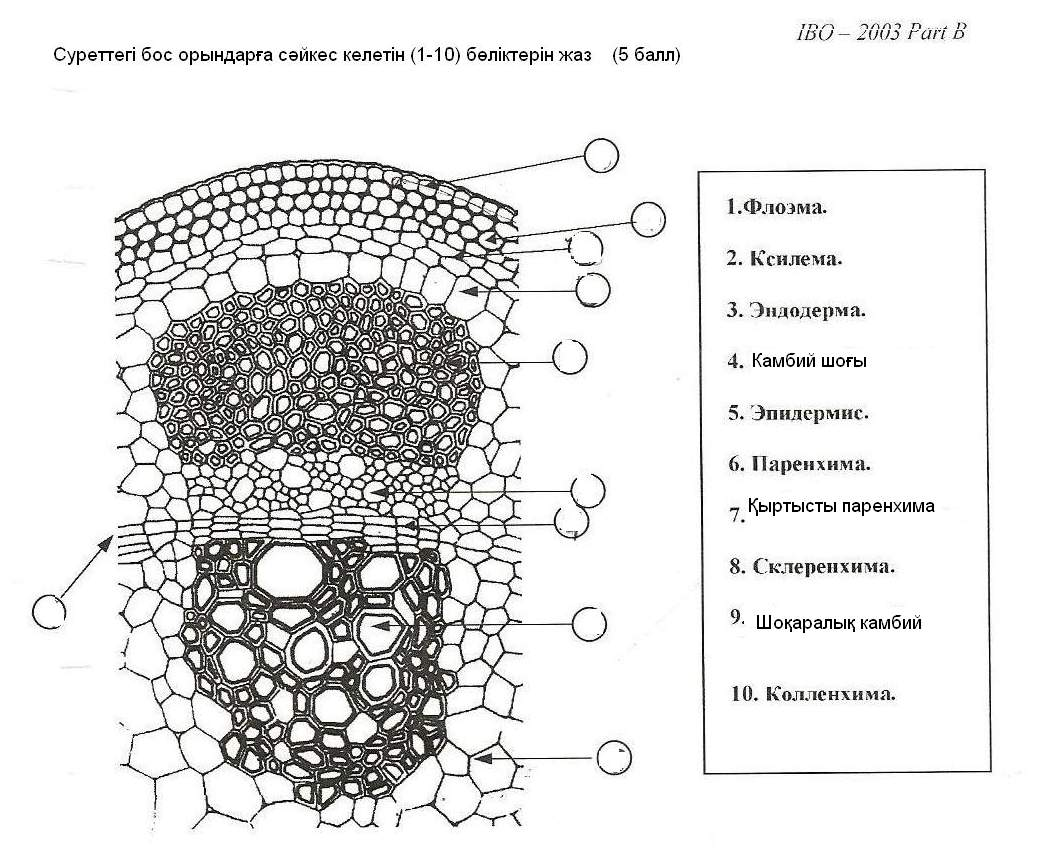 IBO – 2003 Part B
Суреттегі бос орындарға сәйкес келетін (1-10) бөліктерін жаз (5 балл)
1.Флоэма.
2. Ксилема.
3. Эндодерма.
4. Камбий шоғы
5. Эпидермис.
6. Паренхима.
7. Қыртысты паренхима
8. Склеренхима.
9. Шоқаралық камбий
10. Колленхима.